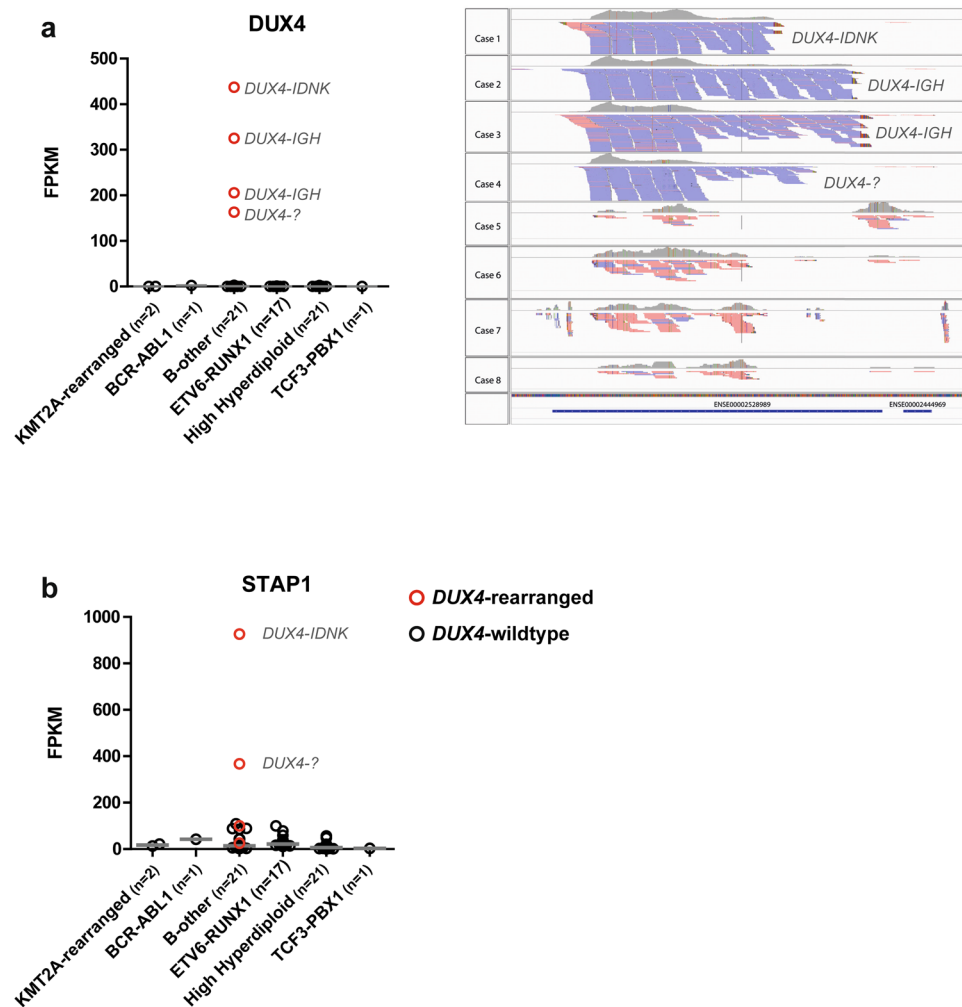 a
DUX4
FPKM
500
400
300
200
100
0
DUX4-IDNK
DUX4-IGH
DUX4-IGH
DUX4-?
KMT2A-rearranged (n=2)
BCR-ABL1 (n=1)
B-other (n=21)
ETV6-RUNX1 (n=17)
High Hyperdiploid (n=21)
TCF3-PBX1 (n=1)
Case 1
DUX4-IDNK
Case 2
DUX4-IGH
Case 3
DUX4-IGH
Case 4
DUX4-?
Case 5
Case 6
Case 7
Case 8
ENSE00002528989
ENSE00002444969
b
STAP1
FPKM
1000
800
600
400
200
0
DUX4-IDNK
DUX4-?
DUX4-rearranged
DUX4-wildtype
KMT2A-rearranged (n=2)
BCR-ABL1 (n=1)
B-other (n=21)
ETV6-RUNX1 (n=17)
High Hyperdiploid (n=21)
TCF3-PBX1 (n=1)